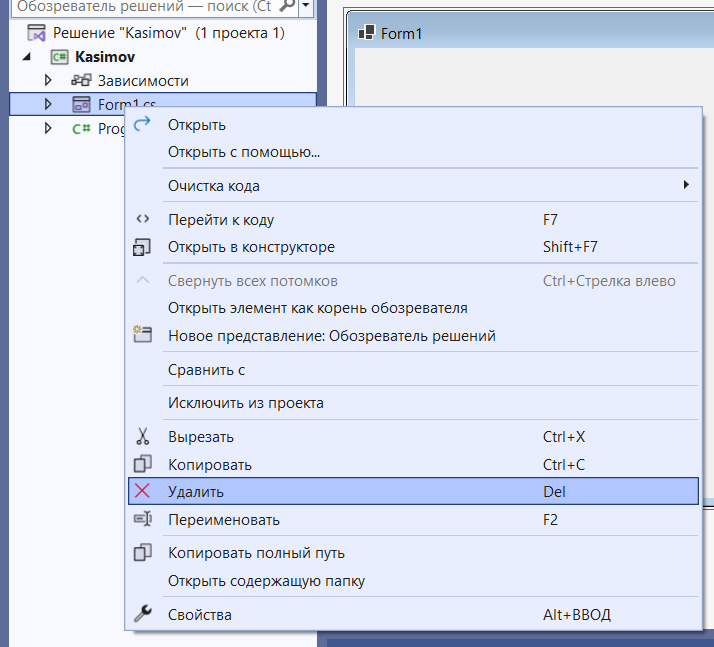 Обозреватель решений — поиск (Ct
Решение "Kasimov" (1 проекта 1)
C# Kasimov
Зависимости
Form1.cs
C# Prog
Form1
Открыть
Открыть с помощью...
Очистка кода
Перейти к коду F7
Открыть в конструкторе Shift+F7
Свернуть всех потомков Ctrl+Стрелка влево
Открыть элемент как корень обозревателя
Новое представление: Обозреватель решений
Сравнить с
Исключить из проекта
Вырезать Ctrl+X
Копировать Ctrl+C
Удалить Del
Переименовать F2
Копировать полный путь
Открыть содержащую папку
Свойства Alt+ВВОД